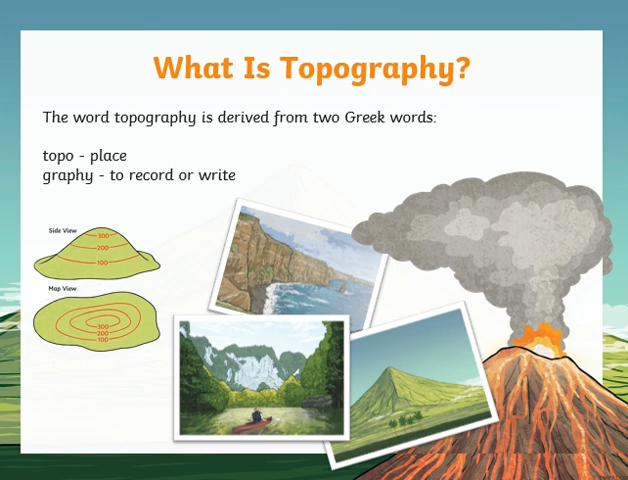 What Is Topography?
The word topography is derived from two Greek words:
topo - place
graphy - to record or write
Side View
300
200
100
Map View
300
200
100